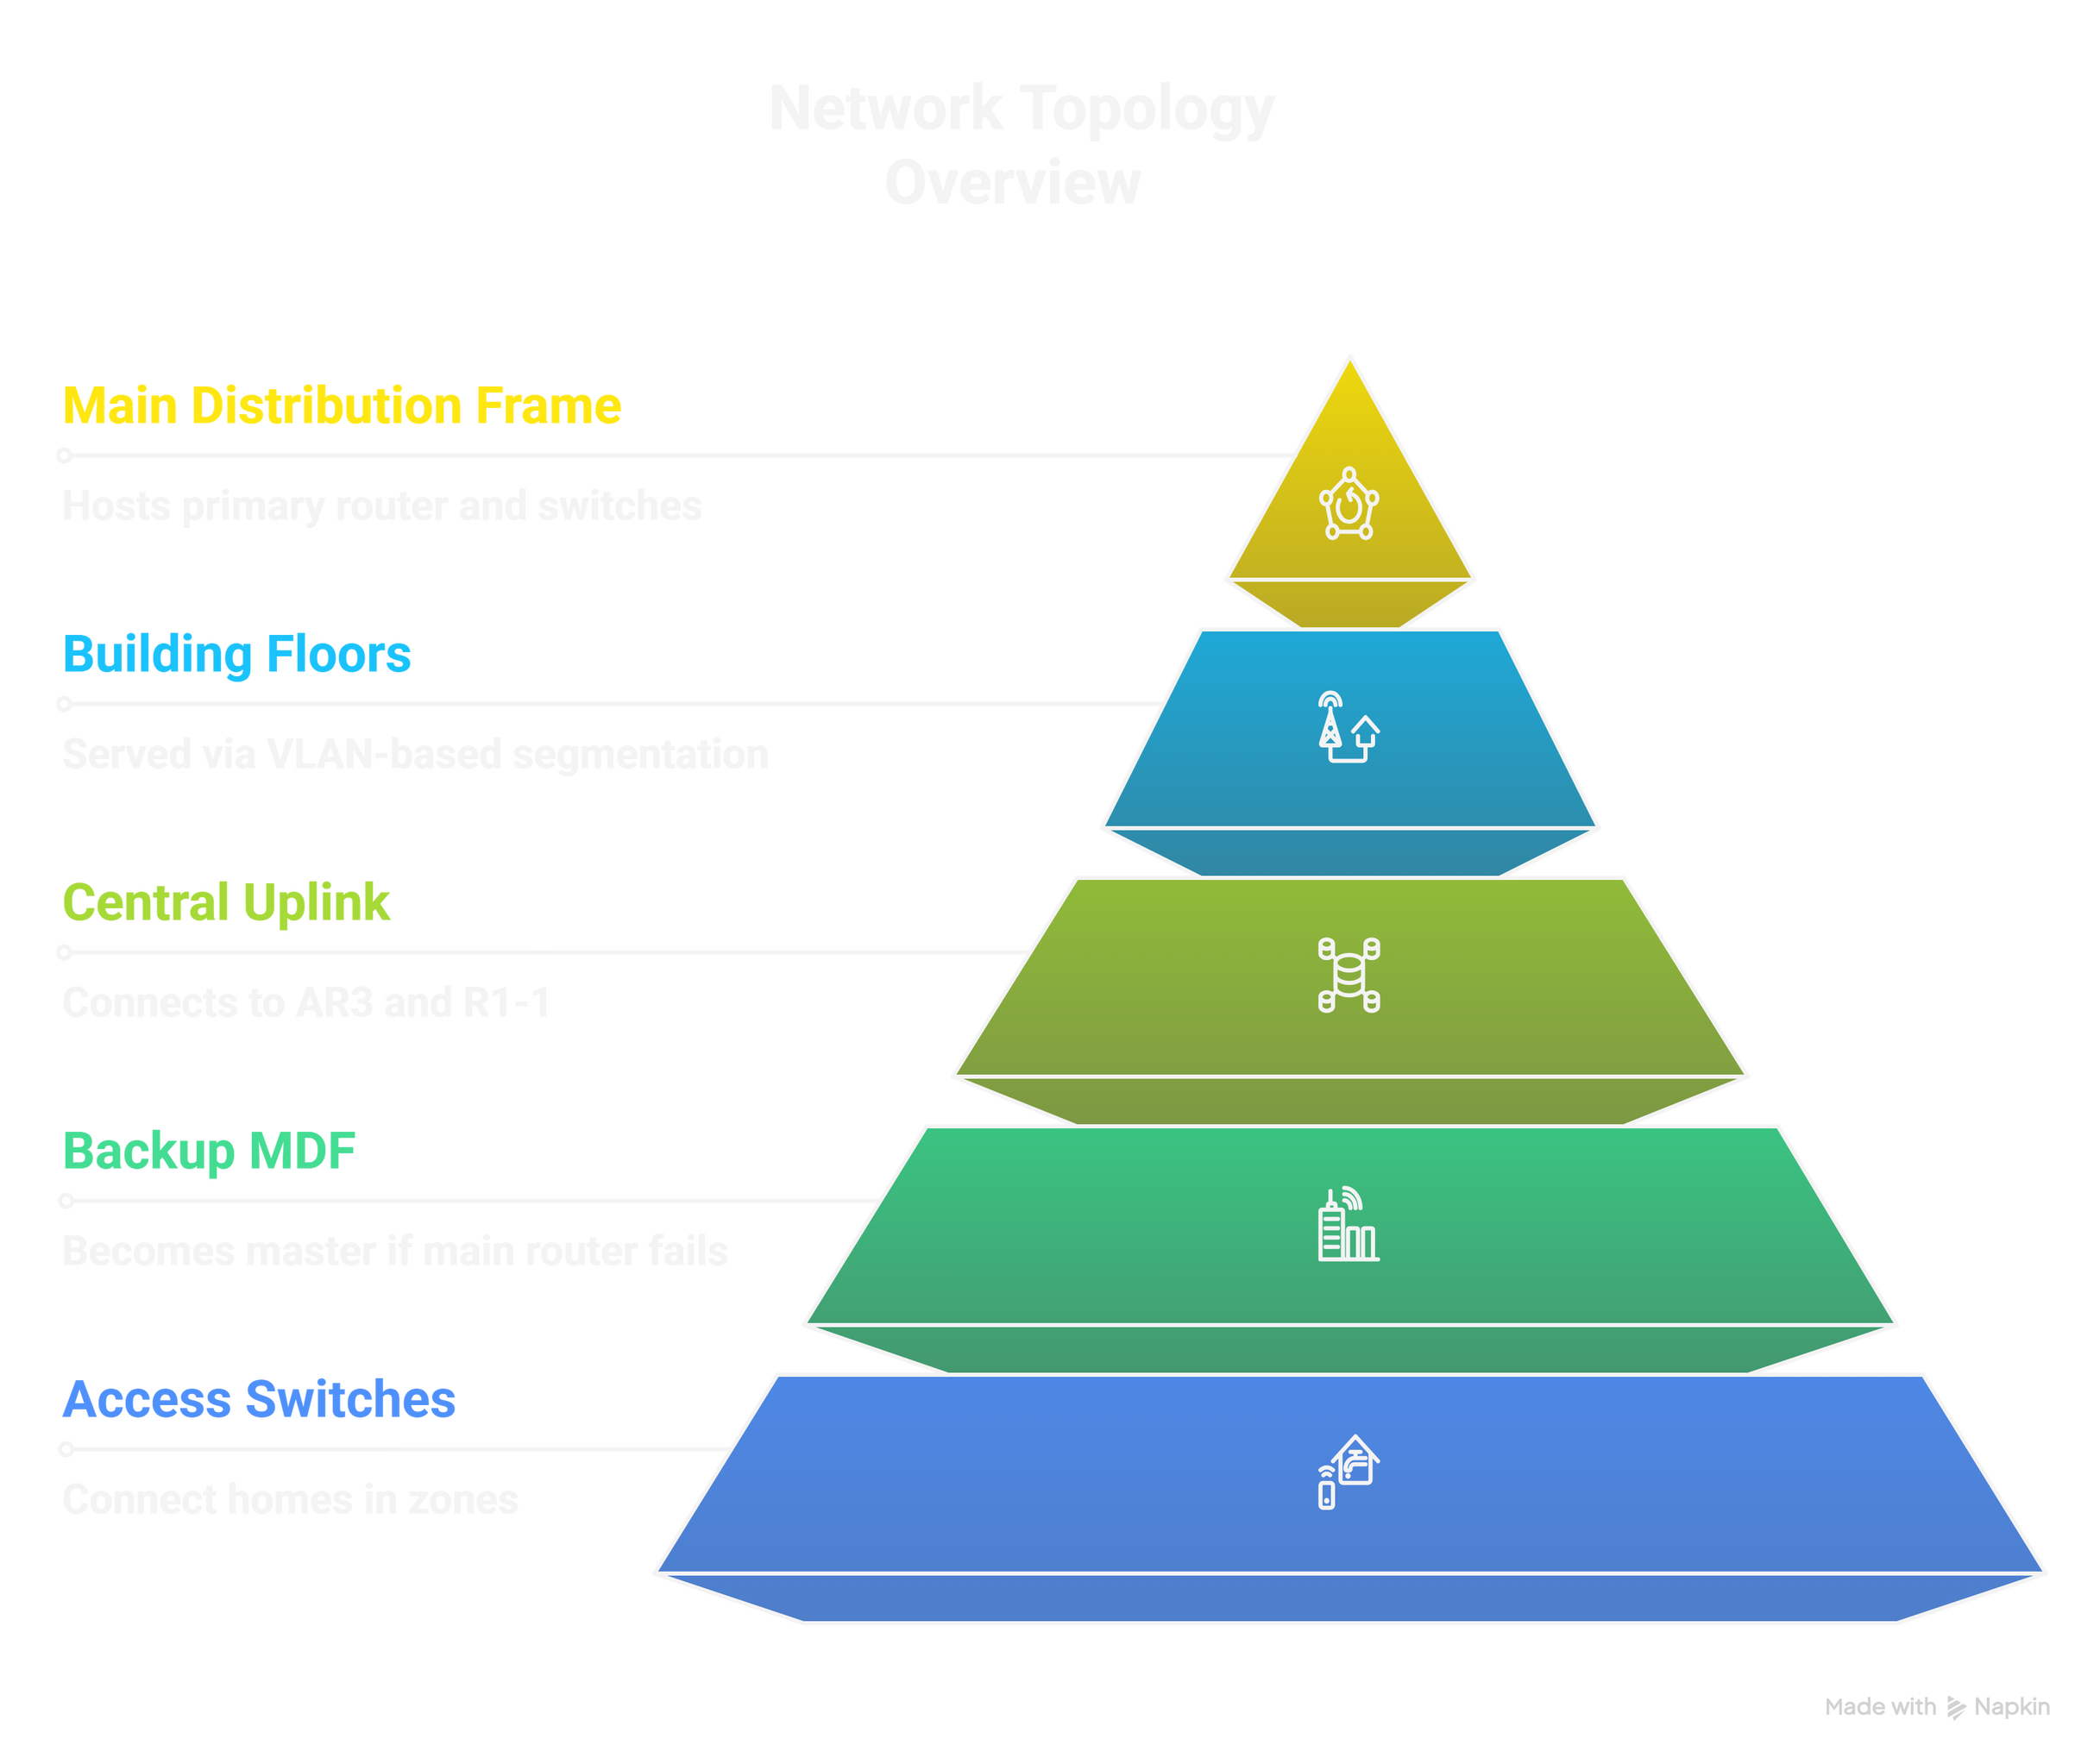 Network Topology
Overview
Main Distribution Frame
Hosts primary router and switches
Building Floors
Served via VLAN-based segmentation
Central Uplink
Connects to AR3 and R1-1
Backup MDF
Becomes master if main router fails
Access Switches
Connect homes in zones
Made with Napkin